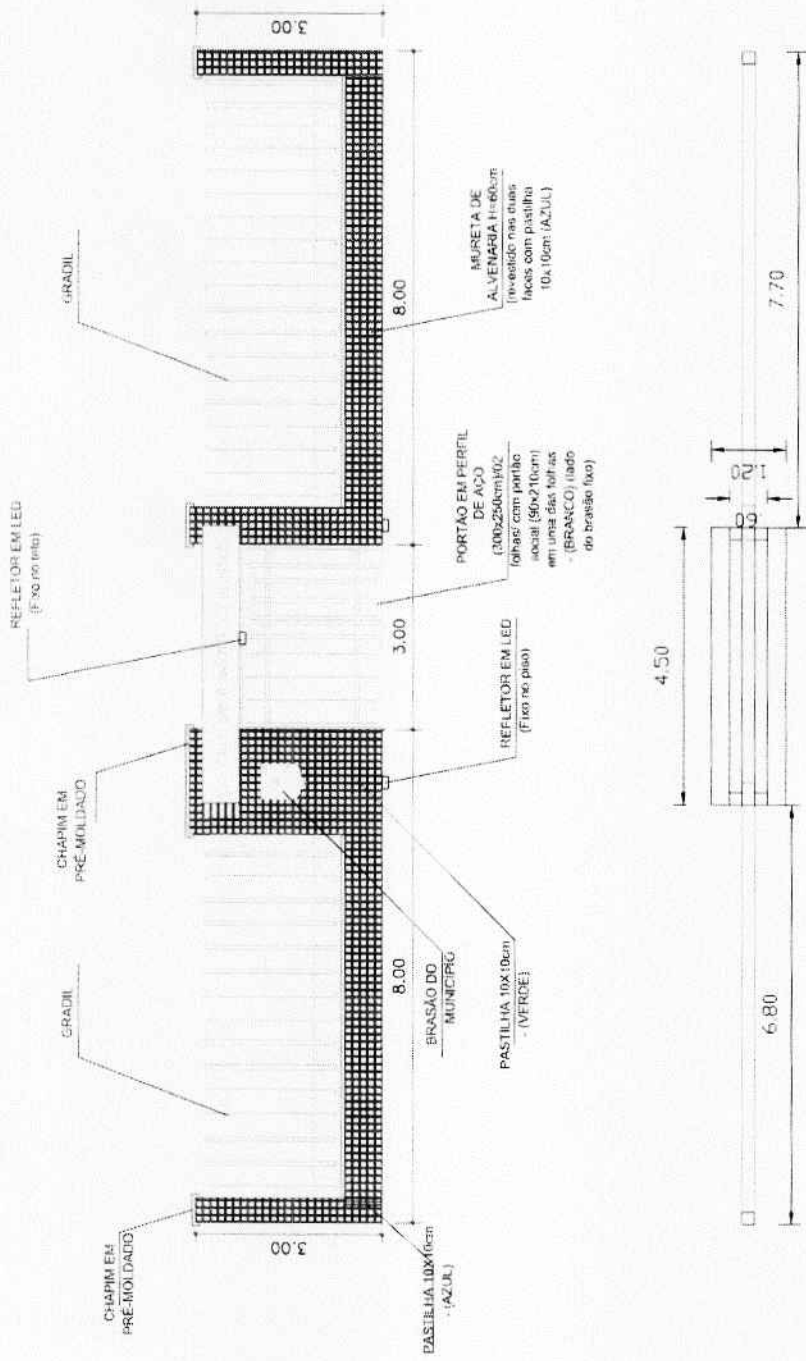 REFLETOR EM LED
(Fixo no teto)
CHAPIM EM
PRÉ-MOLDADO
GRADIL
GRADIL
CHAPIM EM
PRÉ-MOLDADO
3.00
3.00
8.00
3.00
8.00
PASTILHA 10X10cm
- (AZUL)
BRASÃO DO
MUNICÍPIO
PASTILHA 10X10cm
- (VERDE)
REFLETOR EM LED
(Fixo no piso)
PORTÃO EM PERFIL
DE AÇO
(300x250cm)/02
folhas/ com portão
social (90x210cm)
em uma das folhas
- (BRANCO) (lado
do brasão fixo)
MURETA DE
ALVENARIA H=60cm
(revestido nas duas
faces com pastilha
10x10cm (AZUL)
4.50
.60
1.20
6.80
7.70